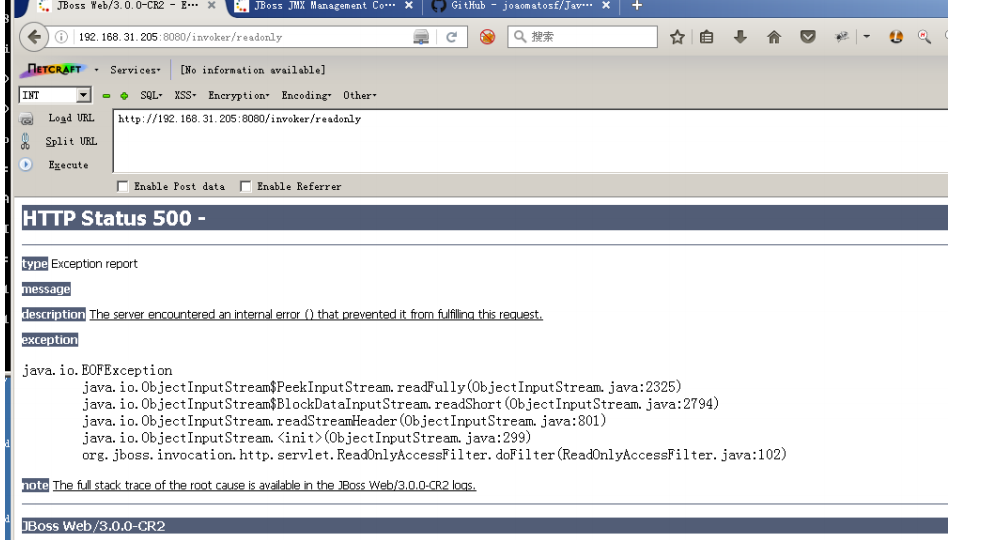 JBoss Web/3.0.0-CR2 - E··· × JBoss JMX Management Co··· × GitHub - joaomatosf/Jav··· × +
192.168.31.205:8080/invoker/readonly 搜索
NETCRAFT Services [No information available]
INT SQL XSS Encryption Encoding Other
Load URL http://192.168.31.205:8080/invoker/readonly
Split URL
Execute
Enable Post data Enable Referrer
HTTP Status 500 -
type Exception report
message
description The server encountered an internal error () that prevented it from fulfilling this request.
exception
java.io.EOFException
java.io.ObjectInputStream$PeekInputStream.readFully(ObjectInputStream.java:2325)
java.io.ObjectInputStream$BlockDataInputStream.readShort(ObjectInputStream.java:2794)
java.io.ObjectInputStream.readStreamHeader(ObjectInputStream.java:801)
java.io.ObjectInputStream.<init>(ObjectInputStream.java:299)
org.jboss.invocation.http.servlet.ReadOnlyAccessFilter.doFilter(ReadOnlyAccessFilter.java:102)
note The full stack trace of the root cause is available in the JBoss Web/3.0.0-CR2 logs.
JBoss Web/3.0.0-CR2